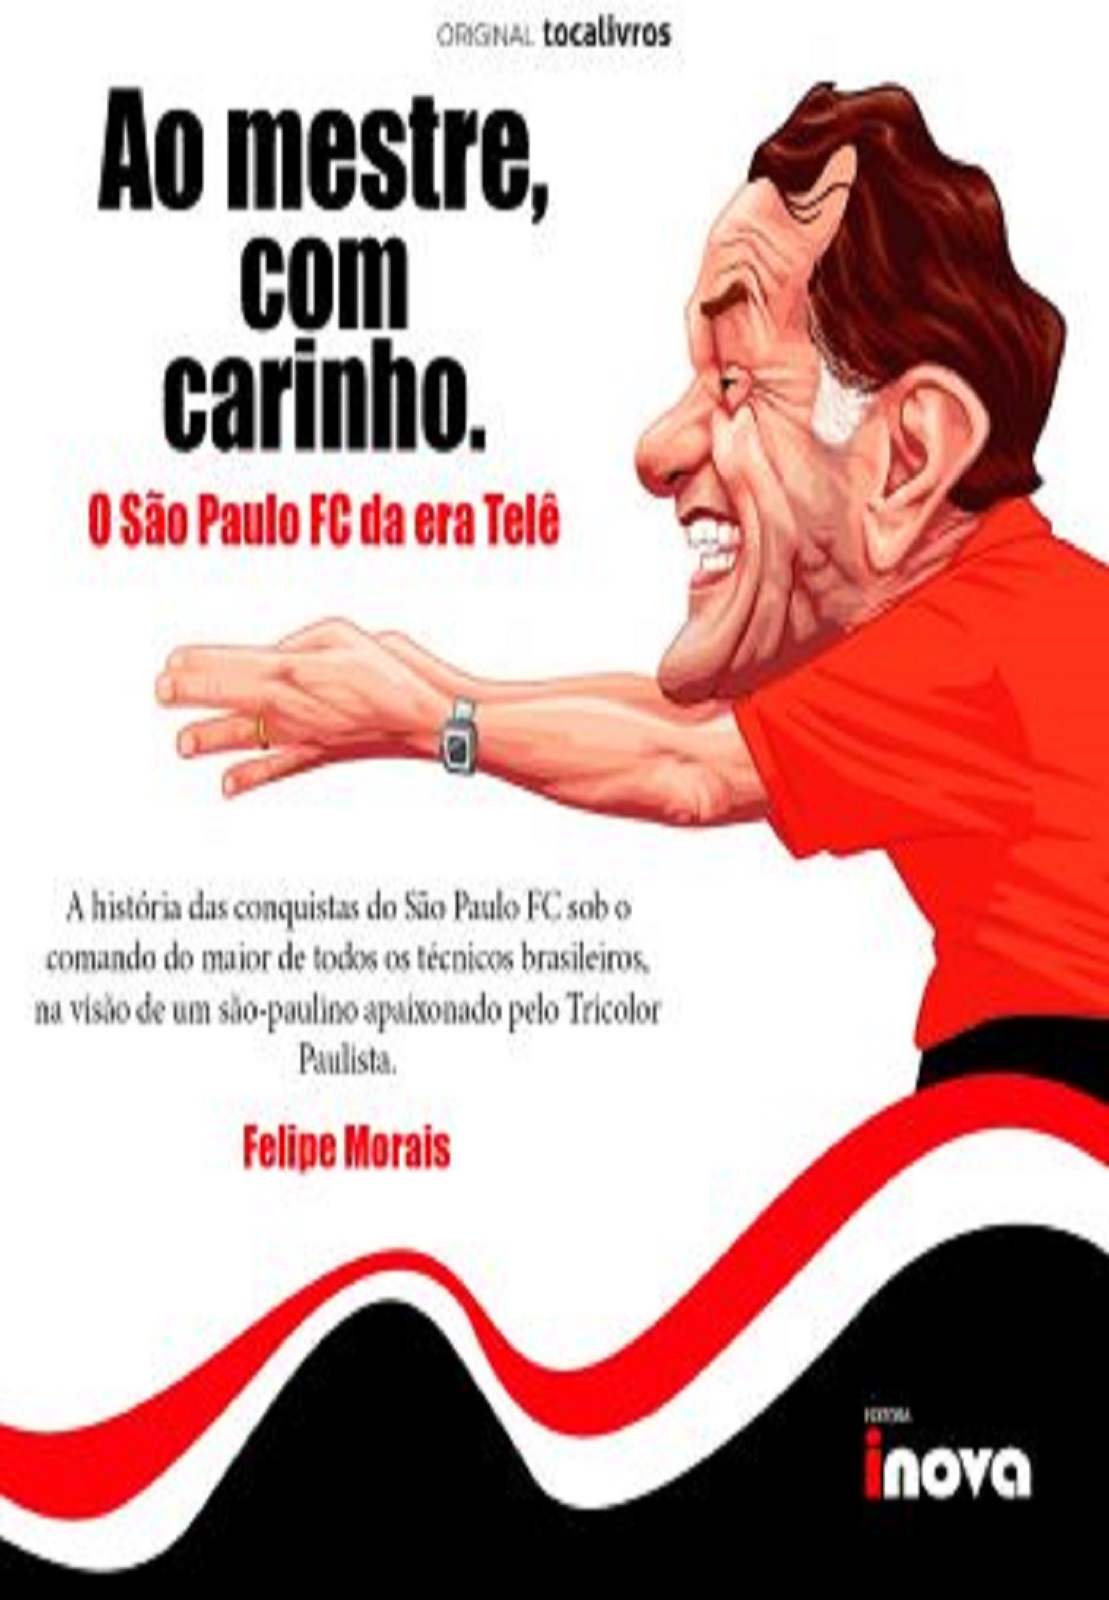 ORIGINAL tocalivros
Ao mestre,
com
carinho.
O São Paulo FC da era Telê
A história das conquistas do São Paulo FC sob o
comando do maior de todos os técnicos brasileiros,
na visão de um são-paulino apaixonado pelo Tricolor
Paulista.
Felipe Morais
EDITORA
inova